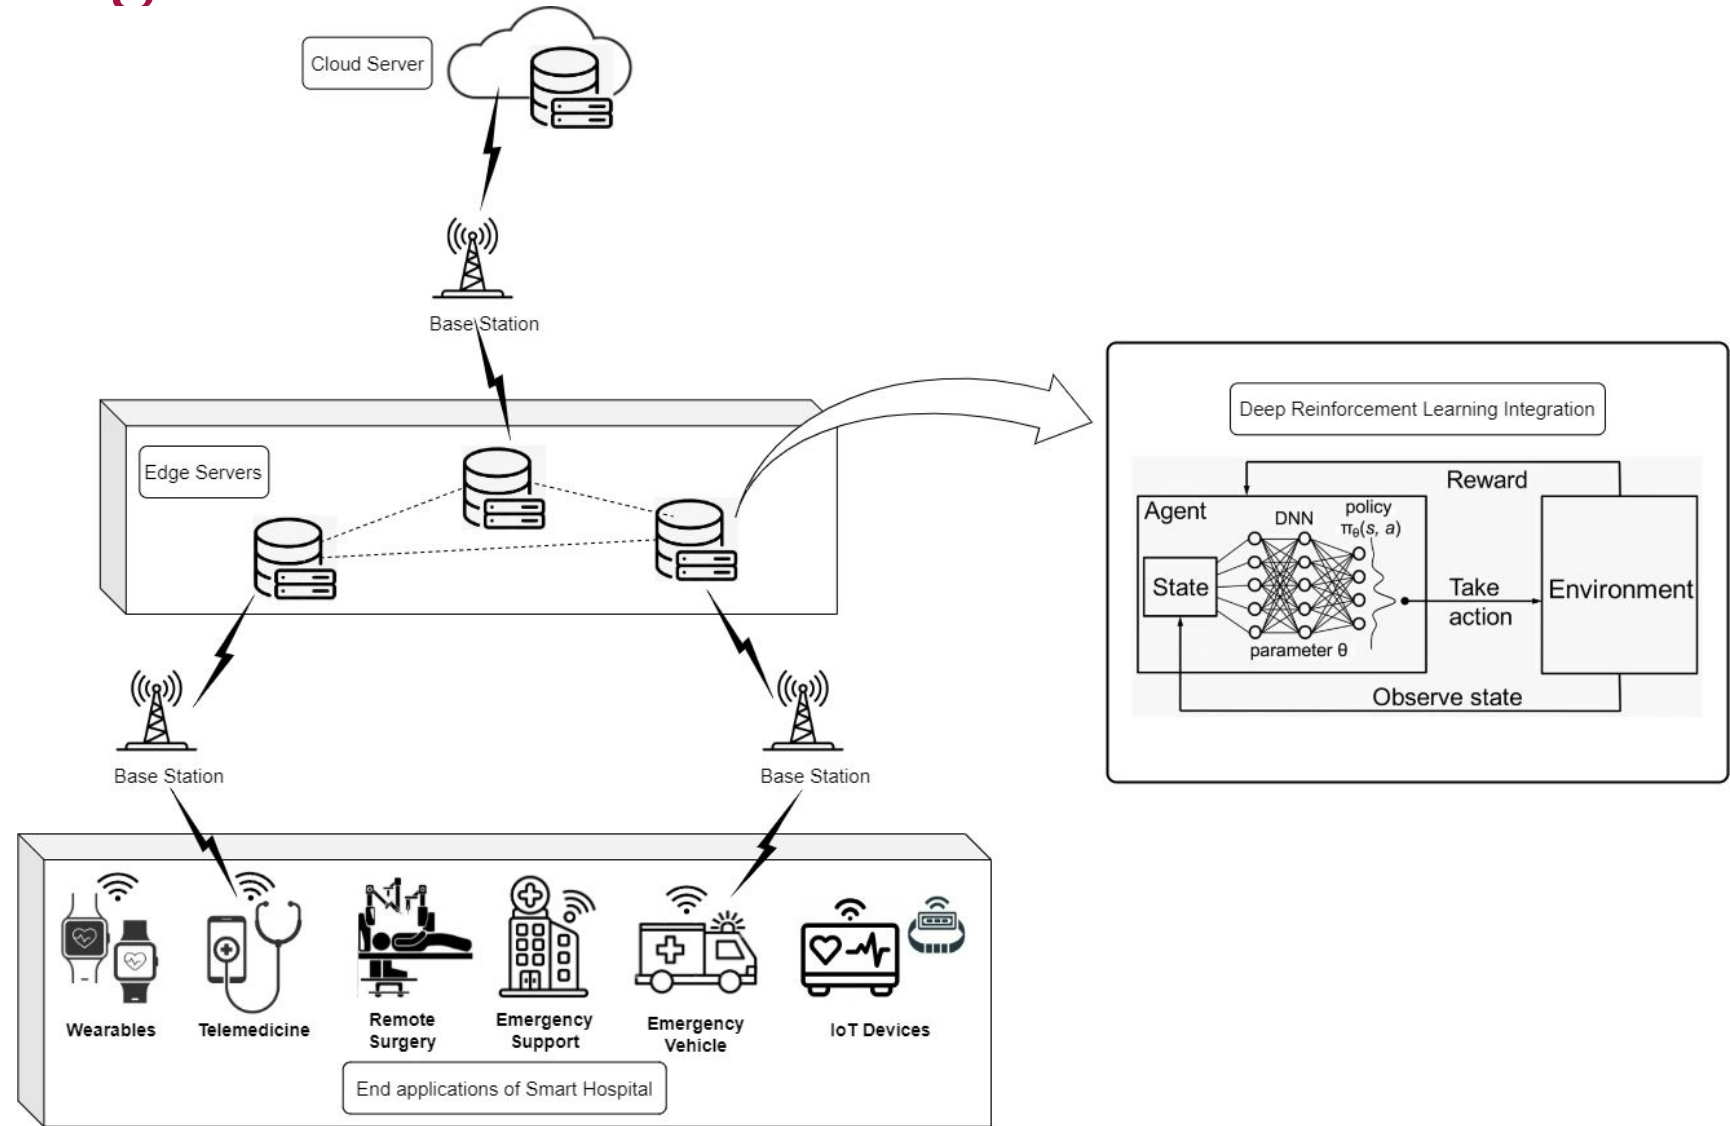 Cloud Server
Base Station
Edge Servers
Deep Reinforcement Learning Integration
Reward
Agent
DNN
policy
πθ(s, a)
State
Take
action
Environment
parameter θ
Observe state
Base Station
Base Station
Wearables
Telemedicine
Remote
Surgery
Emergency
Support
Emergency
Vehicle
IoT Devices
End applications of Smart Hospital